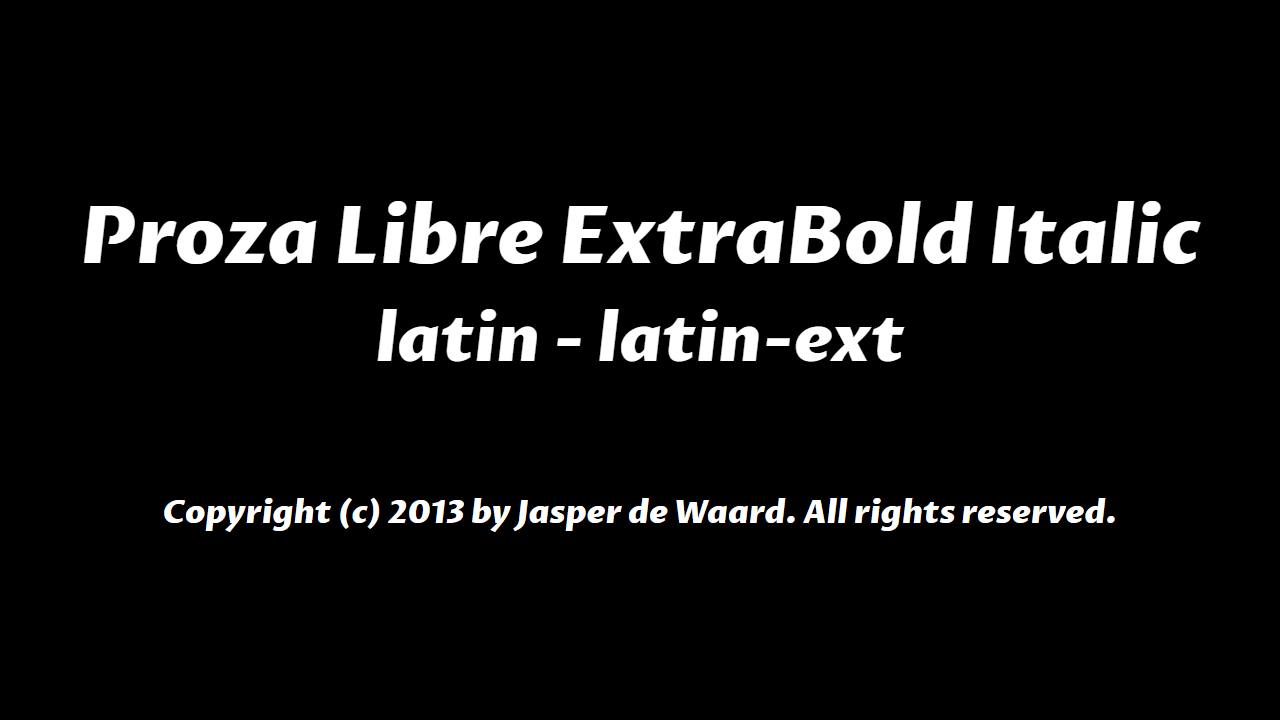 Proza Libre ExtraBold Italic
latin - latin-ext
Copyright (c) 2013 by Jasper de Waard. All rights reserved.